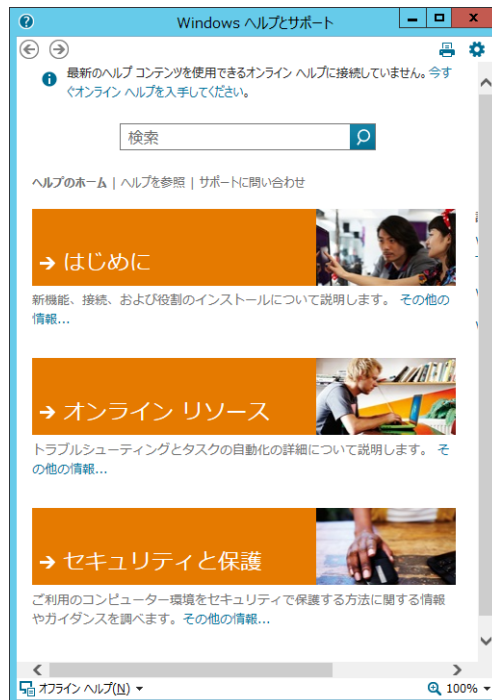 Windows ヘルプとサポート
最新のヘルプ コンテンツを使用できるオンライン ヘルプに接続していません。今す
ぐオンライン ヘルプを入手してください。
検索
ヘルプのホーム | ヘルプを参照 | サポートに問い合わせ
→ はじめに
新機能、接続、および役割のインストールについて説明します。 その他の
情報...
→ オンライン リソース
トラブルシューティングとタスクの自動化の詳細について説明します。 そ
の他の情報...
→ セキュリティと保護
ご利用のコンピューター環境をセキュリティで保護する方法に関する情報
やガイダンスを調べます。その他の情報...
オフライン ヘルプ(N) 100%